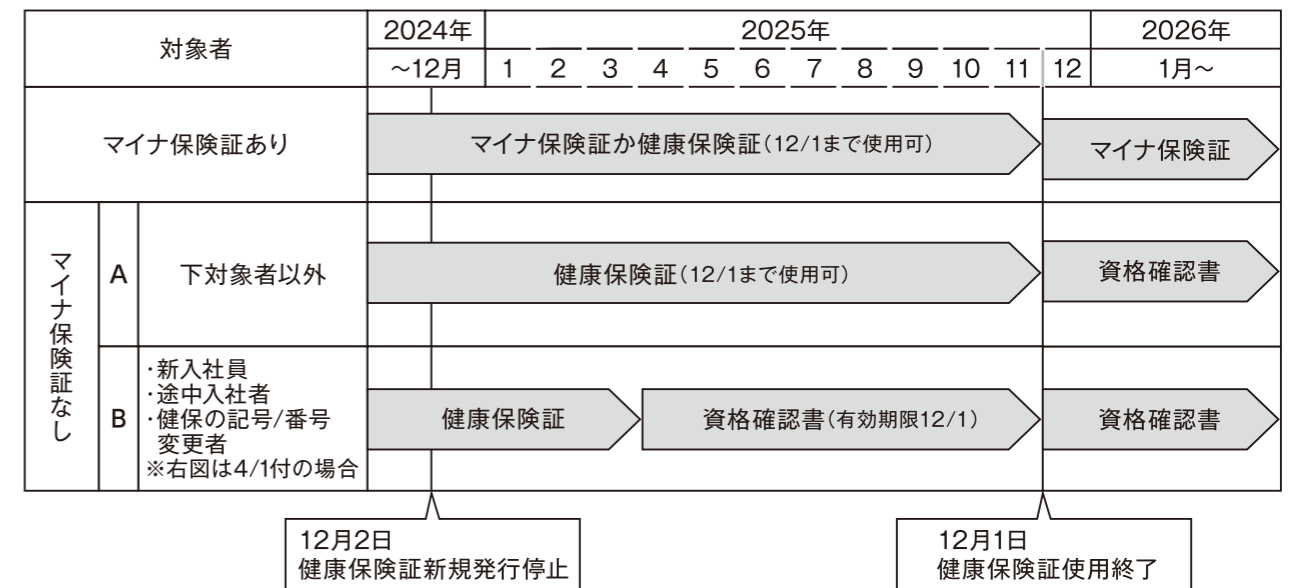 対象者
2024年
2025年
2026年
～12月
1 2 3 4 5 6 7 8 9 10 11 12
1月～
マイナ保険証あり
マイナ保険証か健康保険証(12/1まで使用可)
マイナ保険証
マイナ保険証なし
A
下対象者以外
健康保険証(12/1まで使用可)
資格確認書
B
・新入社員
・途中入社者
・健保の記号/番号
変更者
※右図は4/1付の場合
健康保険証
資格確認書(有効期限12/1)
資格確認書
12月2日
健康保険証新規発行停止
12月1日
健康保険証使用終了